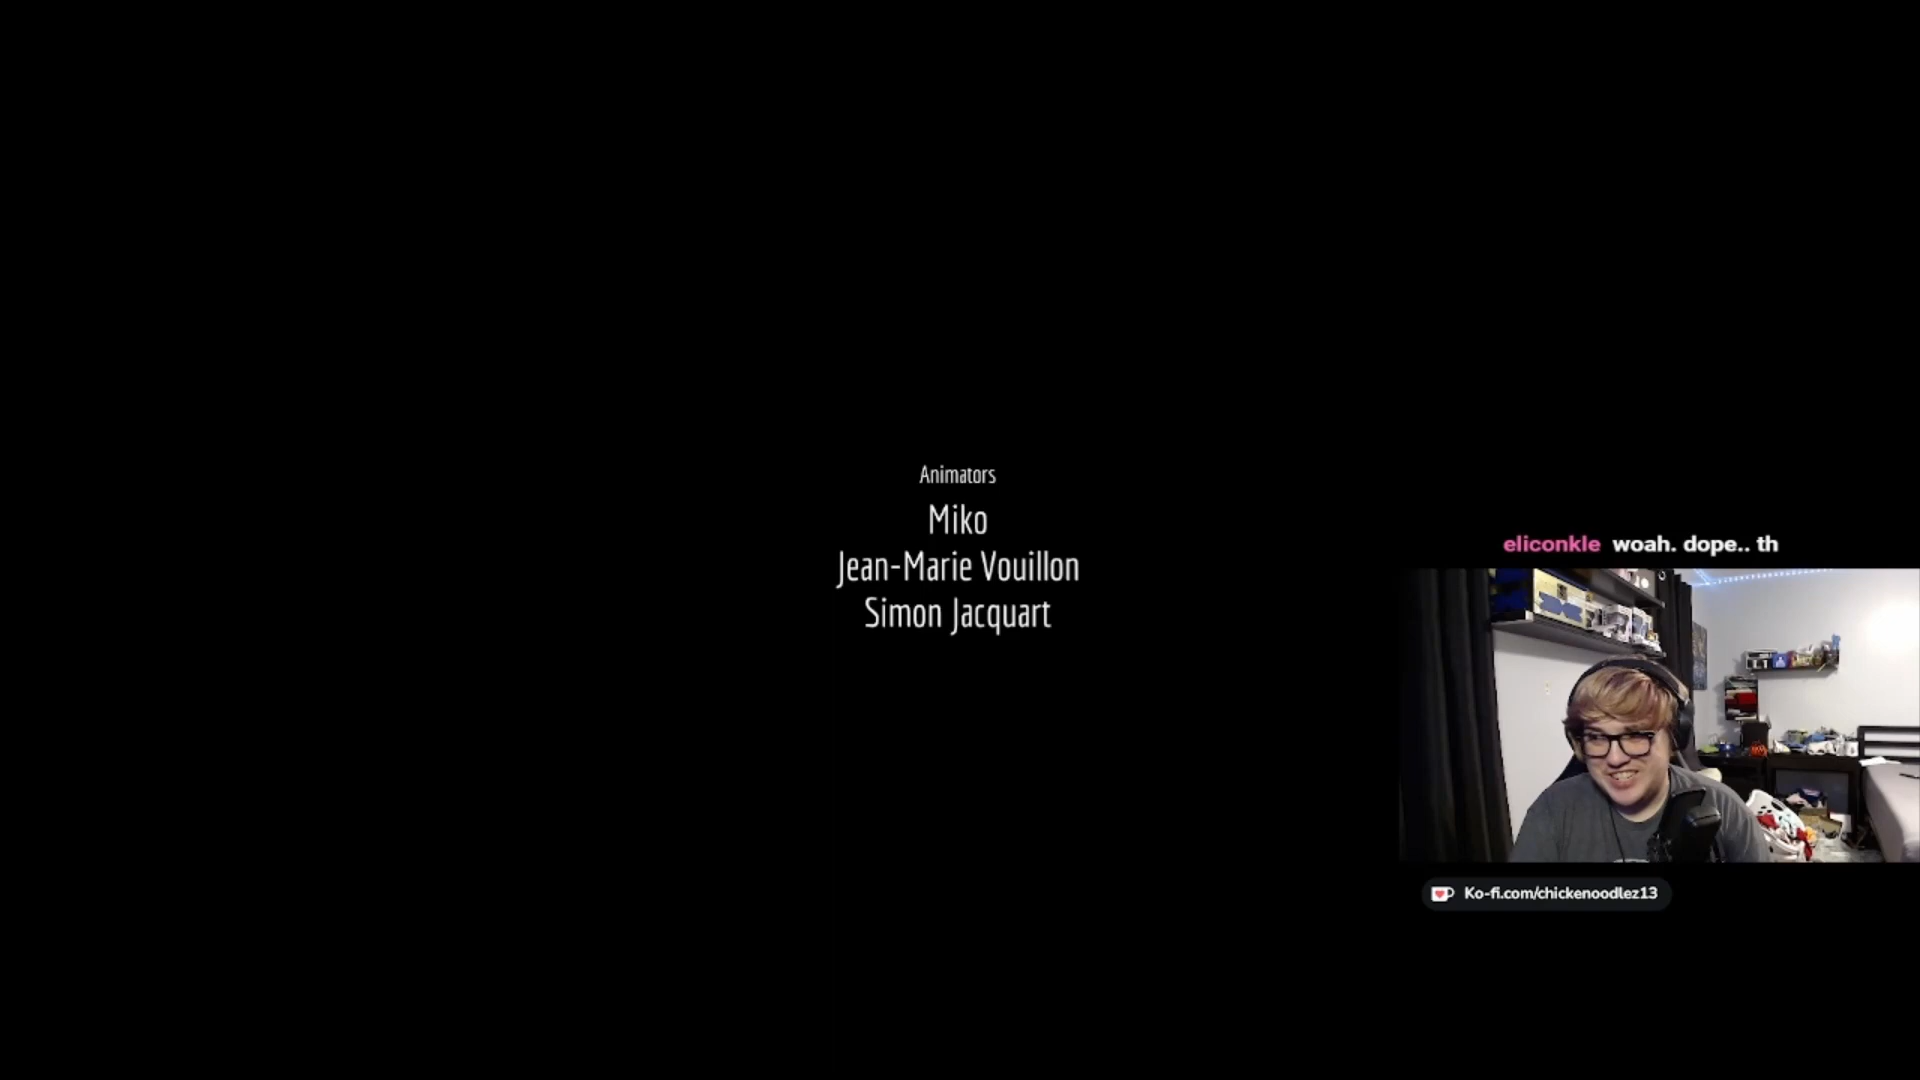 Animators
Miko
Jean-Marie Vouillon
Simon Jacquart
eliconkle woah. dope.. th
Ko-fi.com/chickenoodlez13